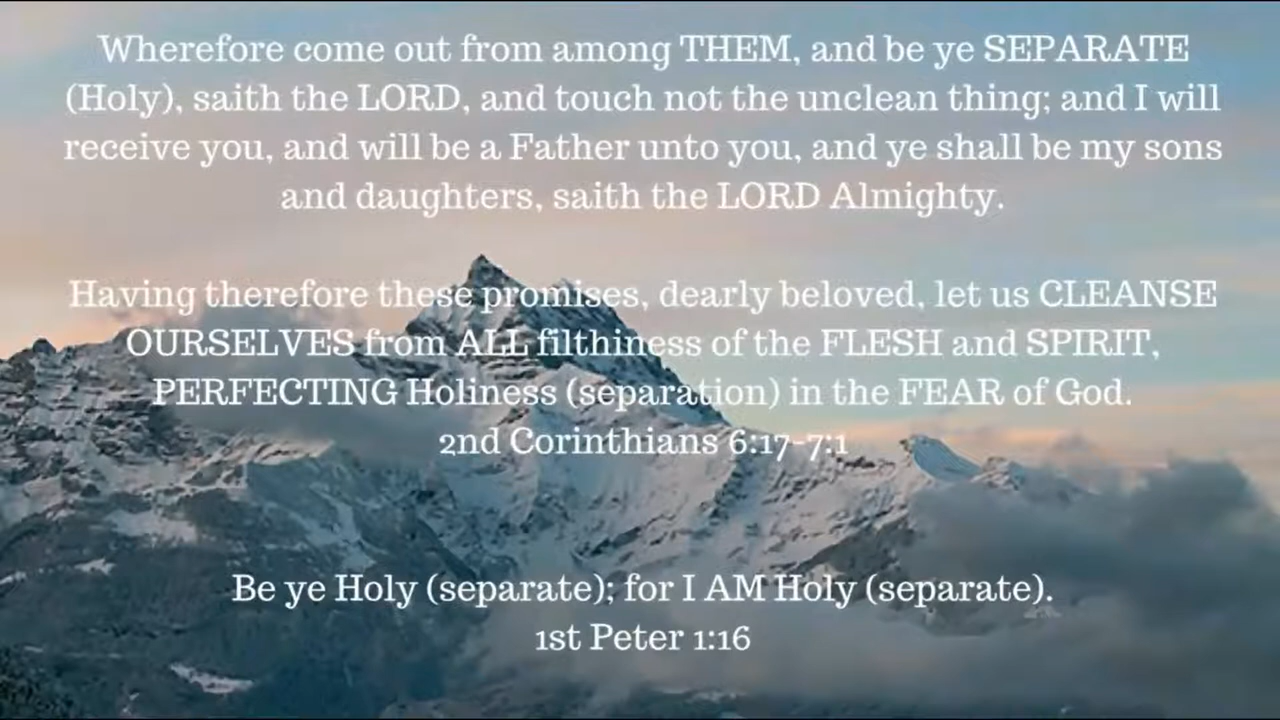 Wherefore come out from among THEM, and be ye SEPARATE
(Holy), saith the LORD, and touch not the unclean thing; and I will
receive you, and will be a Father unto you, and ye shall be my sons
and daughters, saith the LORD Almighty.
Having therefore these promises, dearly beloved, let us CLEANSE
OURSELVES from ALL filthiness of the FLESH and SPIRIT,
PERFECTING Holiness (separation) in the FEAR of God.
2nd Corinthians 6:17-7:1
Be ye Holy (separate); for I AM Holy (separate).
1st Peter 1:16